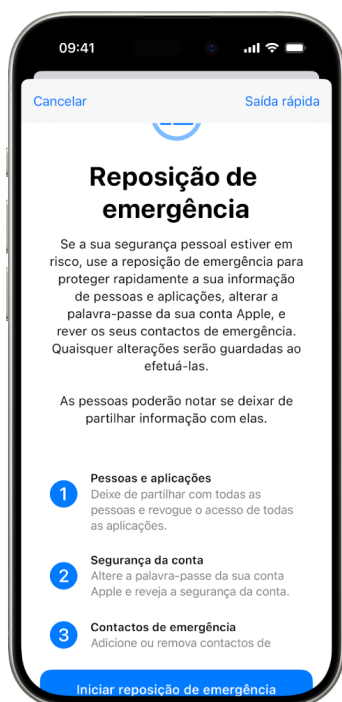 09:41
Cancelar
Saída rápida
Reposição de
emergência
Se a sua segurança pessoal estiver em
risco, use a reposição de emergência para
proteger rapidamente a sua informação
de pessoas e aplicações, alterar a
palavra-passe da sua conta Apple, e
rever os seus contactos de emergência.
Quaisquer alterações serão guardadas ao
efetuá-las.
As pessoas poderão notar se deixar de
partilhar informação com elas.
1
Pessoas e aplicações
Deixe de partilhar com todas as
pessoas e revogue o acesso de todas
as aplicações.
2
Segurança da conta
Altere a palavra-passe da sua conta
Apple e reveja a segurança da conta.
3
Contactos de emergência
Adicione ou remova contactos de
Iniciar reposição de emergência